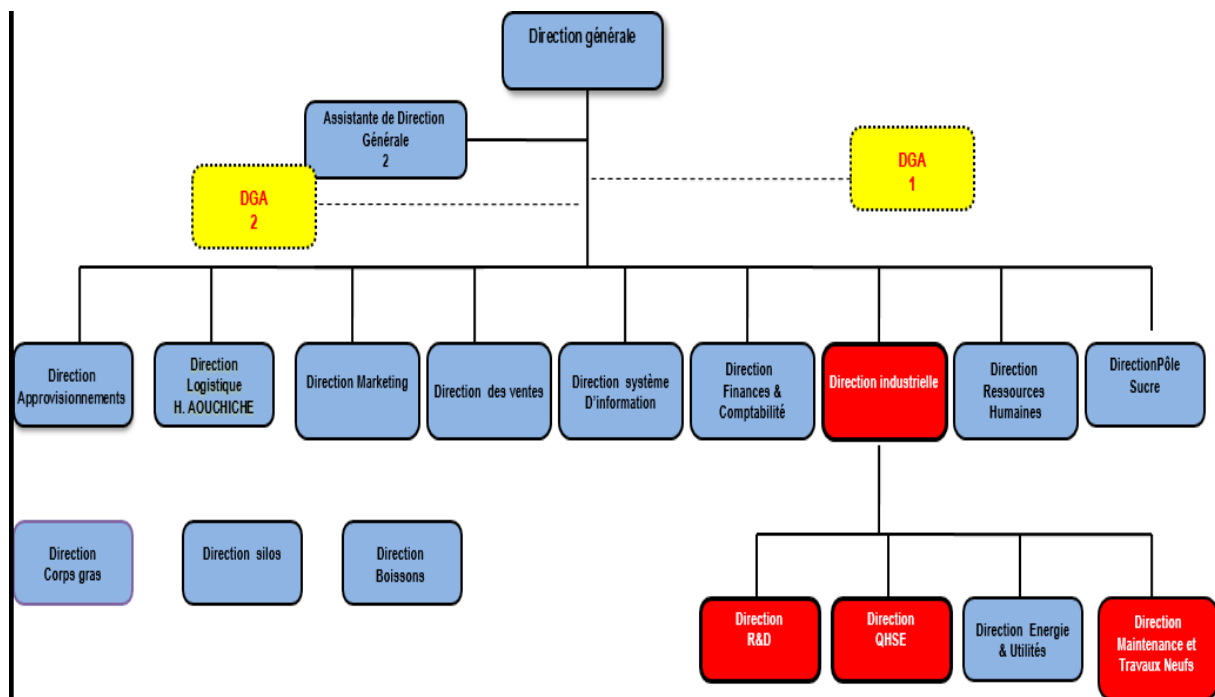 Direction générale
Assistante de Direction
Générale
2
DGA
1
DGA
2
Direction
Approvisionnements
Direction
Logistique
H. AOUCHICHE
Direction Marketing
Direction des ventes
Direction système
D'information
Direction
Finances &
Comptabilité
Direction industrielle
Direction
Ressources
Humaines
DirectionPôle
Sucre
Direction
Corps gras
Direction silos
Direction
Boissons
Direction
R&D
Direction
QHSE
Direction Energie
& Utilités
Direction
Maintenance et
Travaux Neufs